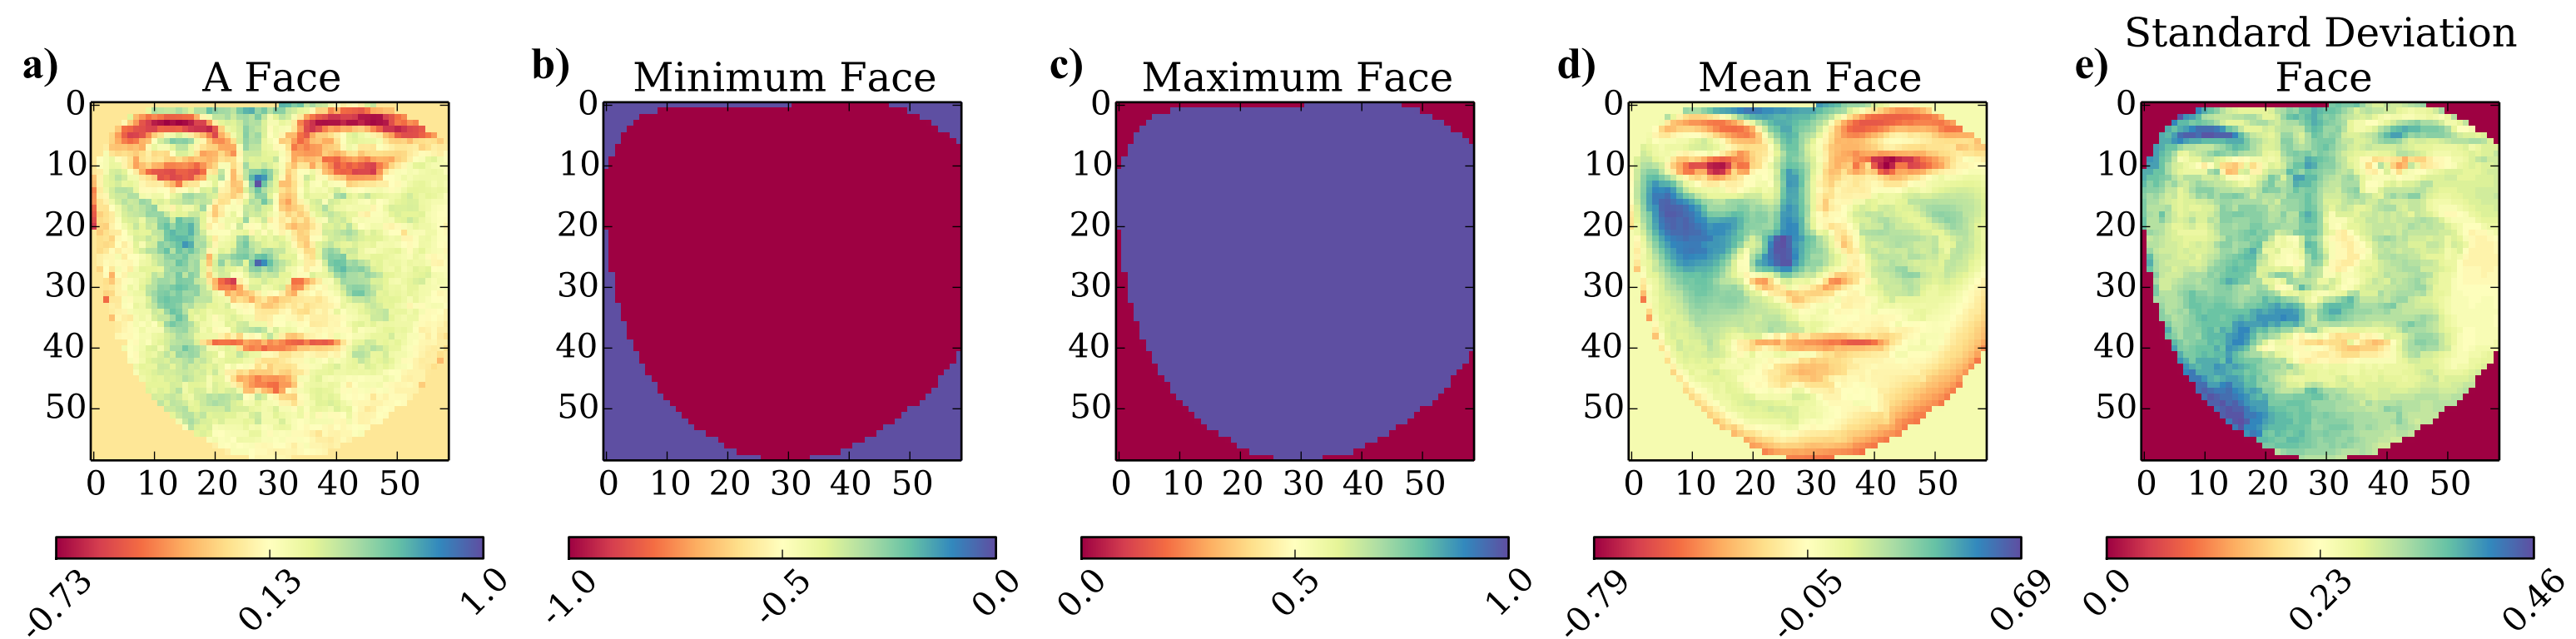 a) A Face
0
10
20
30
40
50
0 10 20 30 40 50
-0.73 0.13 1.0
b) Minimum Face
0
10
20
30
40
50
0 10 20 30 40 50
-1.0 -0.5 0.0
c) Maximum Face
0
10
20
30
40
50
0 10 20 30 40 50
0.0 0.5 1.0
d) Mean Face
0
10
20
30
40
50
0 10 20 30 40 50
-0.79 -0.05 0.69
e) Standard Deviation
Face
0
10
20
30
40
50
0 10 20 30 40 50
0.0 0.23 0.46